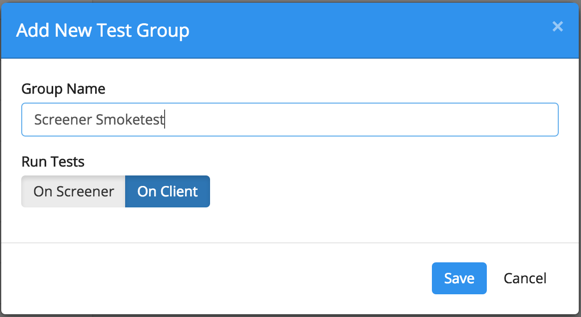 Add New Test Group
×
Group Name
Screener Smoketest
Run Tests
On Screener On Client
Save Cancel